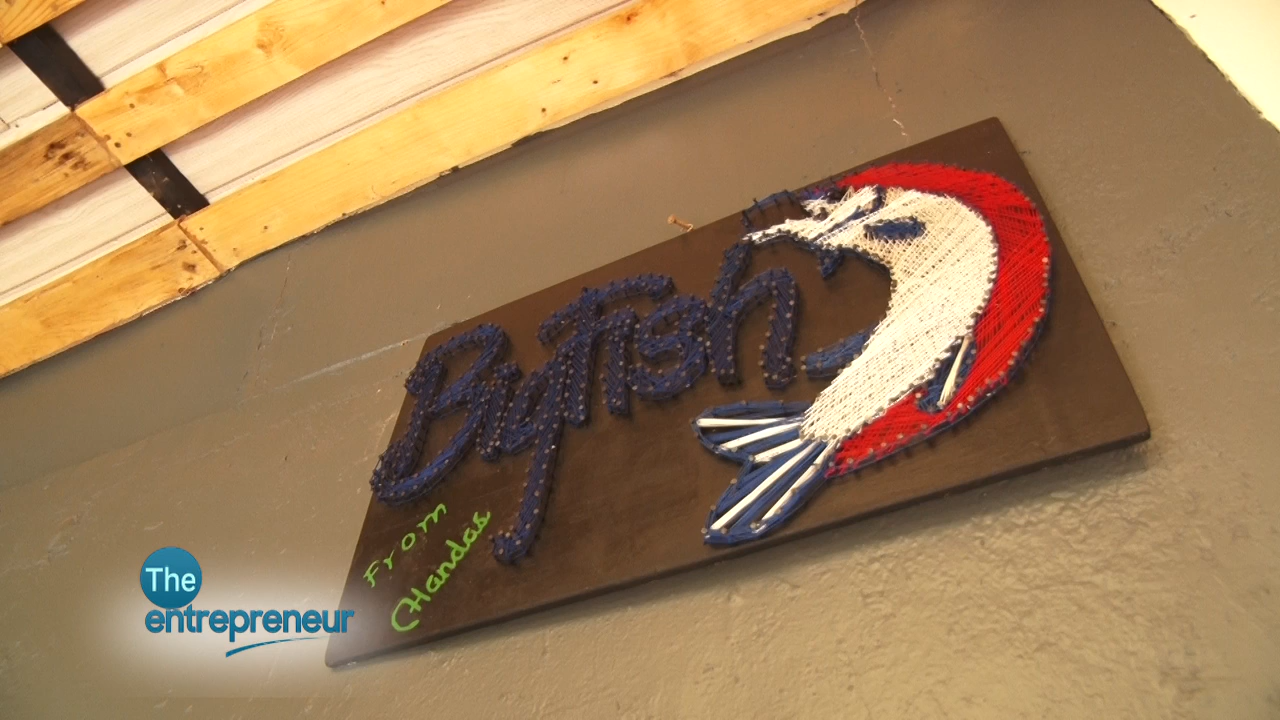 Bigfish
From
CHandas
The
entrepreneur